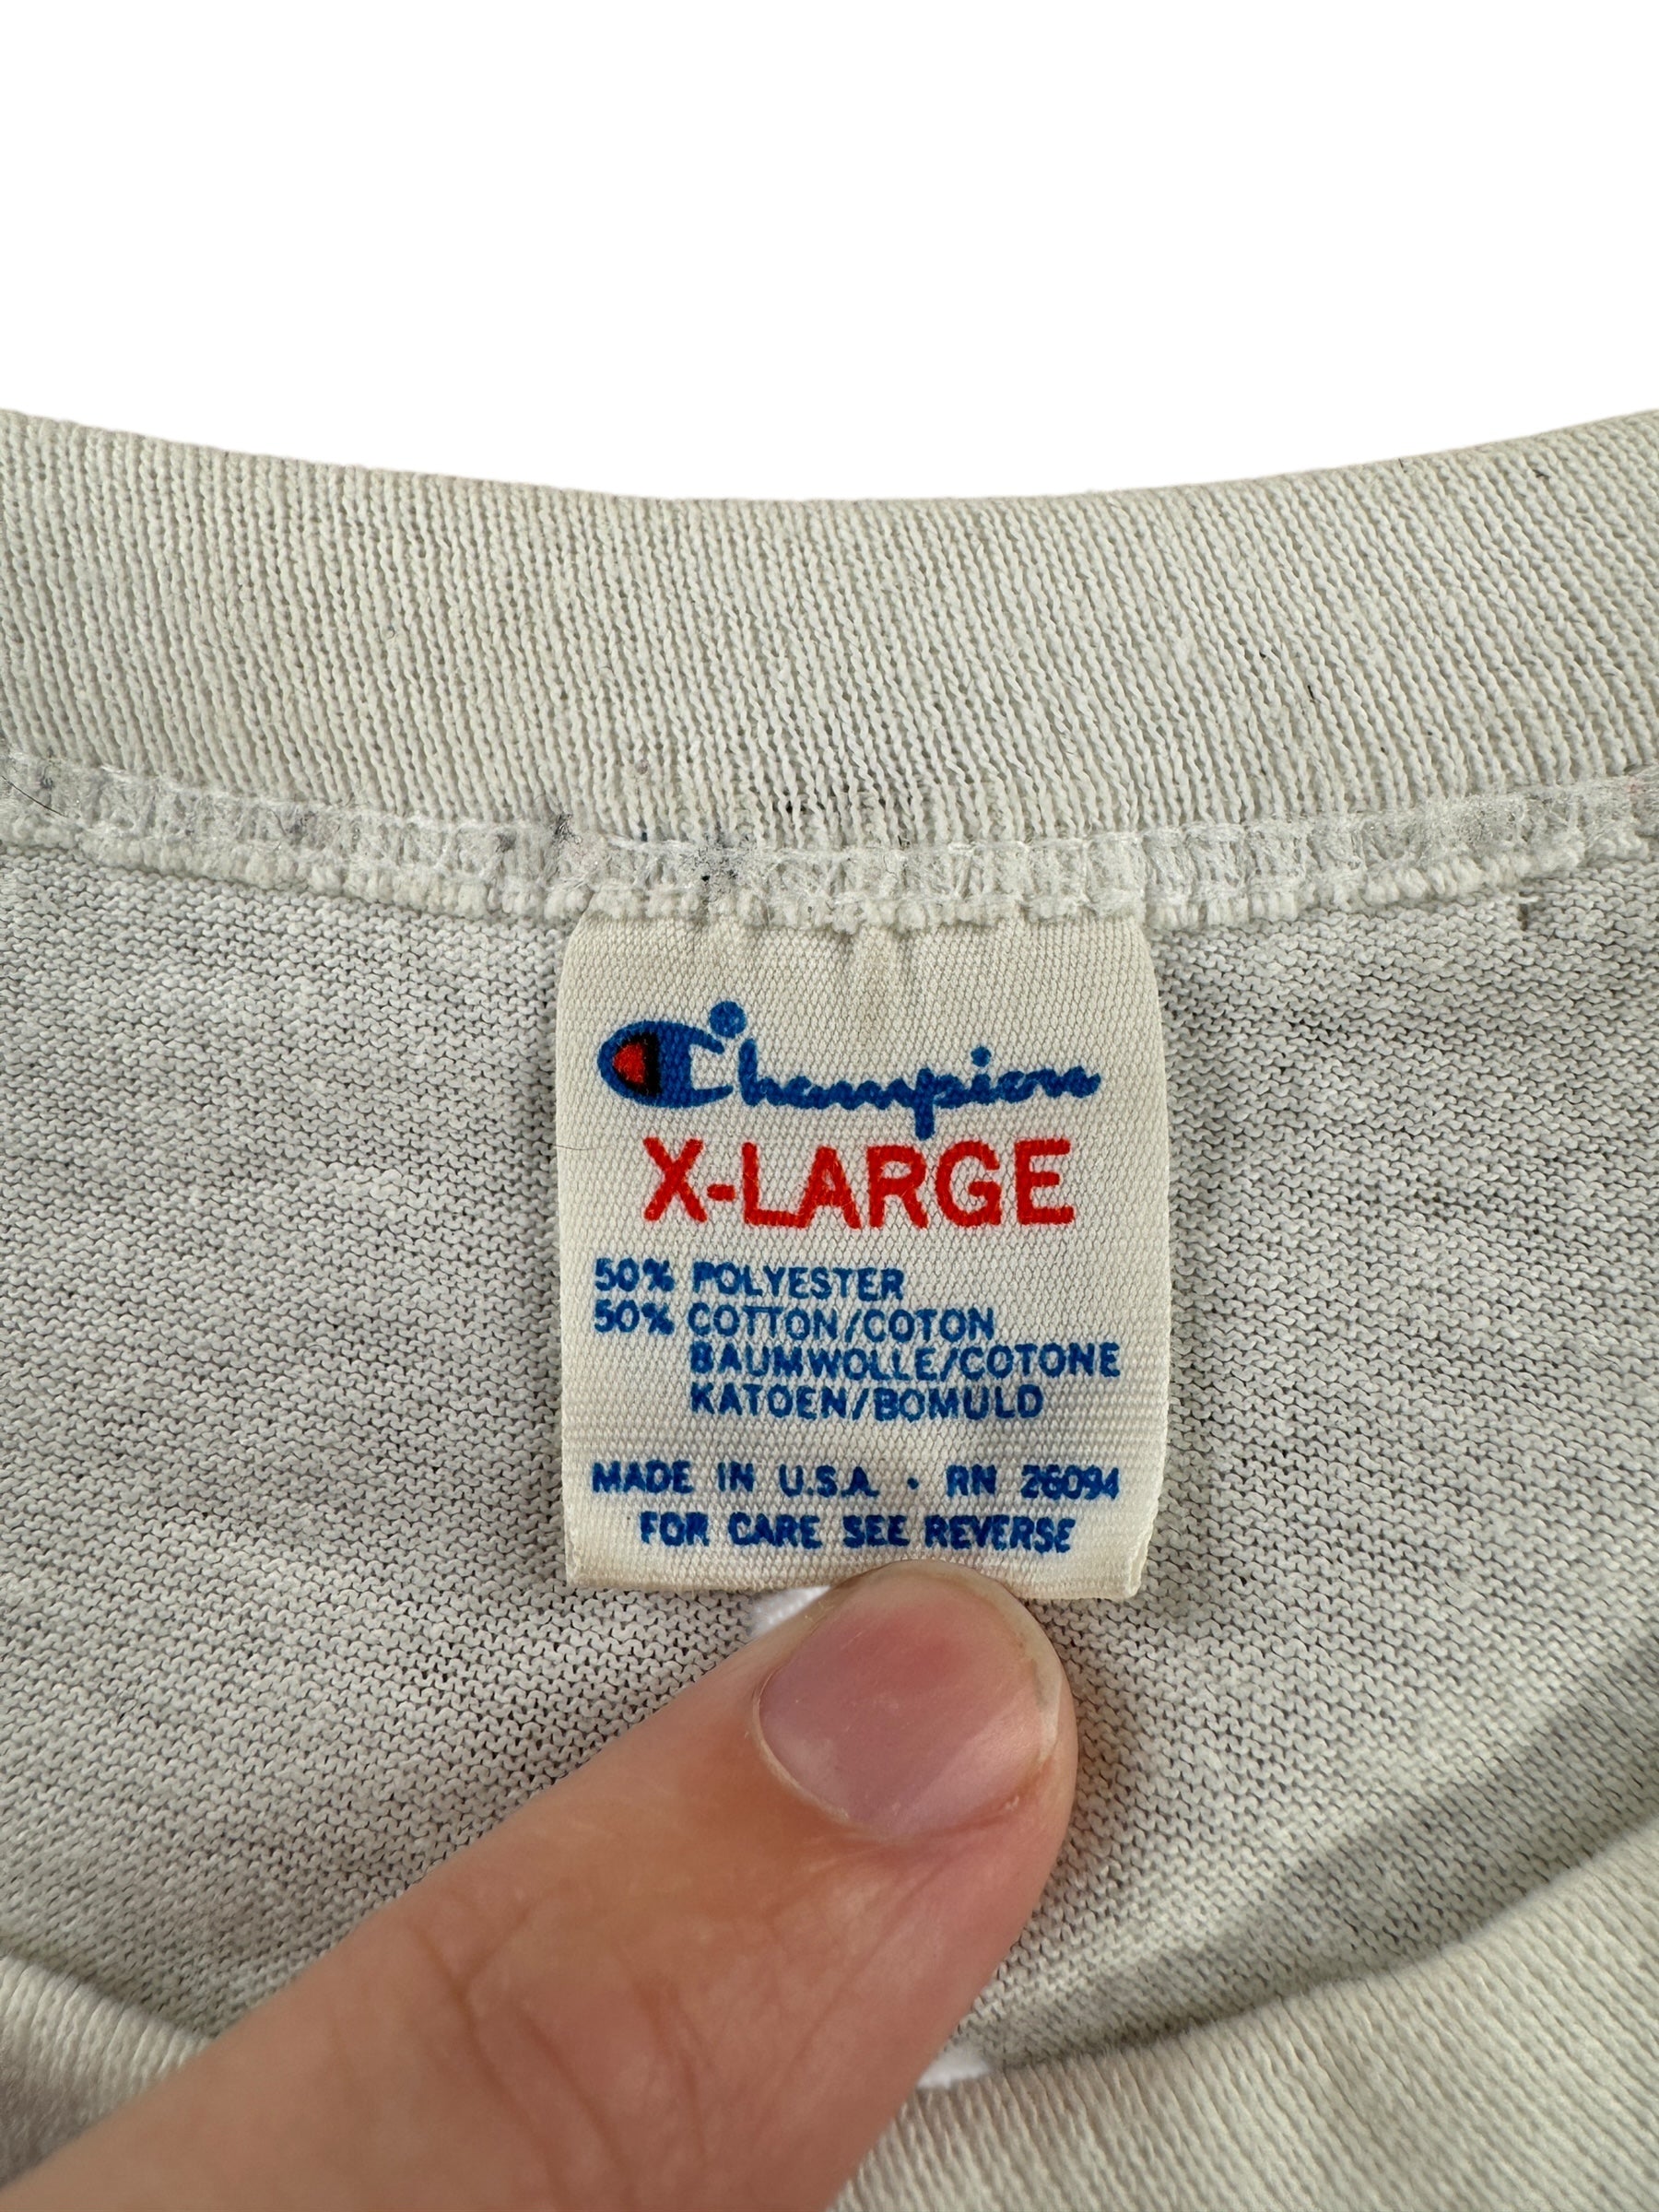 Champion
X-LARGE
50% POLYESTER
50% COTTON/COTON
BAUMWOLLE/COTONE
KATOEN/BOMULD
MADE IN U.S.A. · RN 26094
FOR CARE SEE REVERSE